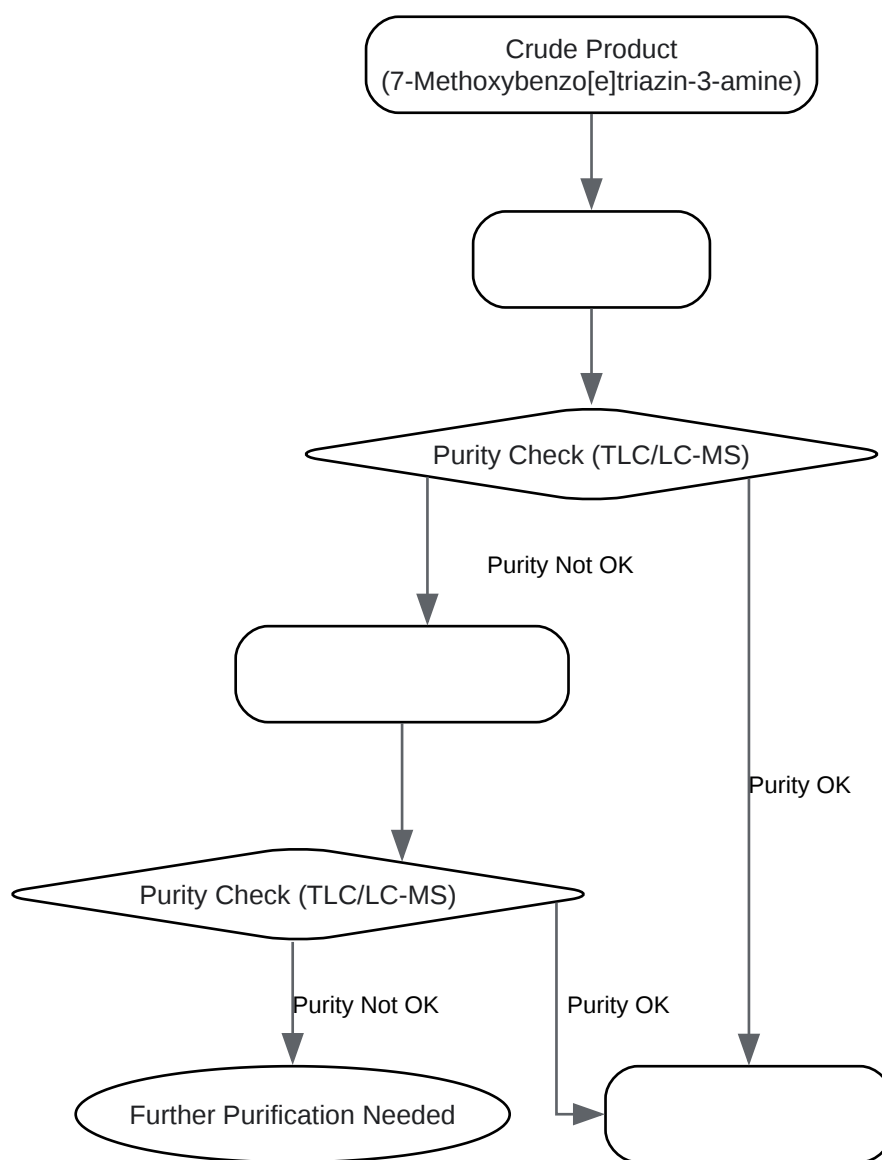 Crude Product
(7-Methoxybenzo[e]triazin-3-amine)
Purity Check (TLC/LC-MS)
Purity Not OK
Purity OK
Purity Check (TLC/LC-MS)
Purity Not OK
Purity OK
Further Purification Needed